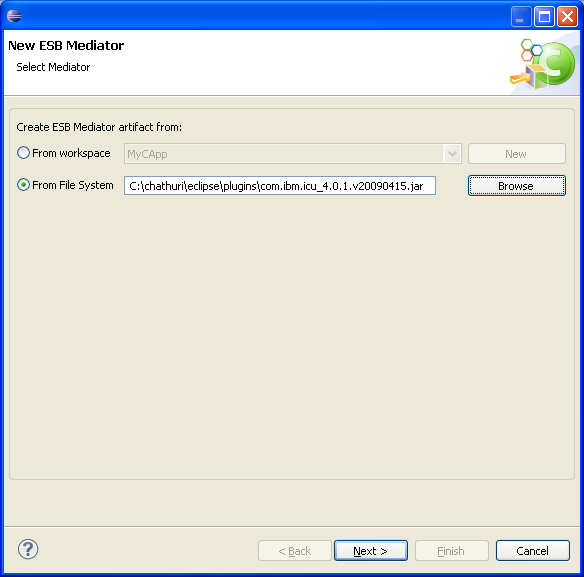 New ESB Mediator
Select Mediator
Create ESB Mediator artifact from:
From workspace MyCApp New
From File System C:\chathuri\eclipse\plugins\com.ibm.icu_4.0.1.v20090415.jar Browse
? < Back Next > Finish Cancel